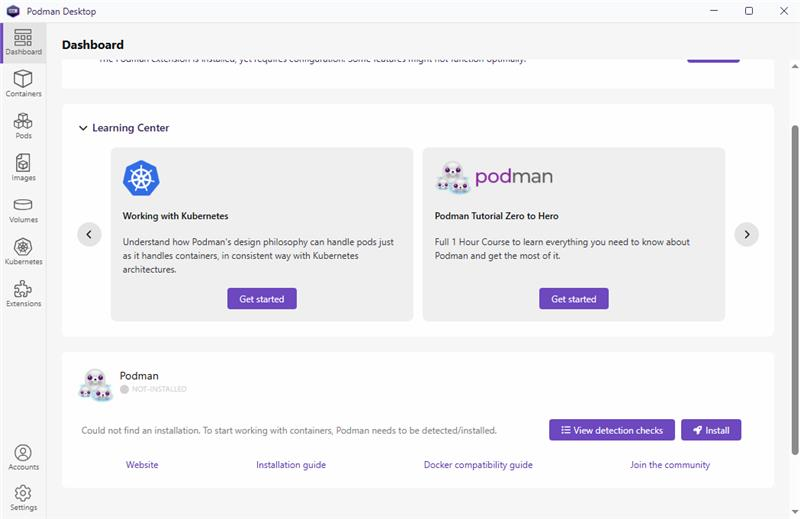 Podman Desktop
Dashboard
Containers
Pods
Images
Volumes
Kubernetes
Extensions
Accounts
Settings
Dashboard
The Podman extension is installed, yet requires configuration. Some features might not function optimally.
Learning Center
Working with Kubernetes
Understand how Podman's design philosophy can handle pods just
as it handles containers, in consistent way with Kubernetes
architectures.
Get started
podman
Podman Tutorial Zero to Hero
Full 1 Hour Course to learn everything you need to know about
Podman and get the most of it.
Get started
Podman
NOT-INSTALLED
Could not find an installation. To start working with containers, Podman needs to be detected/installed.
View detection checks
Install
Website
Installation guide
Docker compatibility guide
Join the community